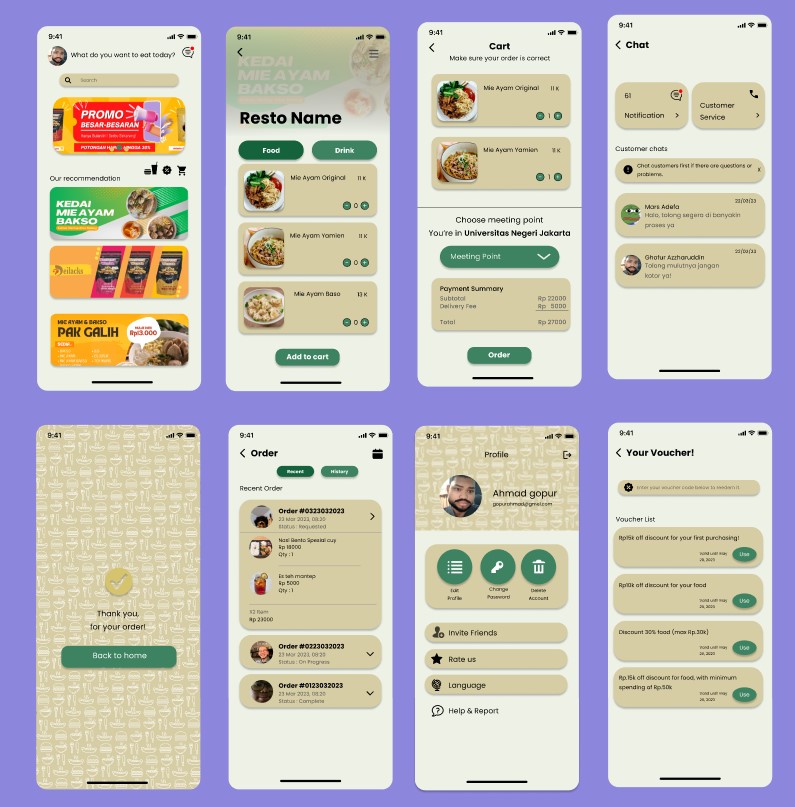 9:41
What do you want to eat today?
Search
PROMO
BESAR-BESARAN
POTONGAN HARGA HINGGA 30%
Our recommendation
KEDAI
MIE AYAM
BAKSO
MIE AYAM & BAKSO
PAK GALIH
Rp13.000
9:41
KEDAI
MIE AYAM
BAKSO
Resto Name
Food
Drink
Mie Ayam Original 11 K
0
Mie Ayam Yamien 11 K
0
Mie Ayam Baso 13 K
0
Add to cart
9:41
Cart
Make sure your order is correct
Mie Ayam Original 11 K
1
Mie Ayam Yamien 11 K
1
Choose meeting point
You're in Universitas Negeri Jakarta
Meeting Point
Payment Summary
Subtotal Rp 22000
Delivery Fee Rp 5000
Total Rp 27000
Order
9:41
Chat
61
Notification
Customer
Service
Customer chats
Chat customers first if there are questions or
problems.
X
22/03/23
Mars Adefa
Halo, tolong segera di banyakin
proses ya
22/03/23
Ghofur Azzharuddin
Tolong mulutnya jangan
kotor ya!
9:41
Thank you,
for your order!
Back to home
9:41
Order
Recent
History
Recent Order
Order #0323032023
23 Mar 2023, 08:20
Status : Requested
Nasi Bento Spesial cuy
Rp 18000
Qty : 1
Es teh mantep
Rp 5000
Qty : 1
X2 Item
Rp 23000
Order #0223032023
23 Mar 2023, 08:20
Status : On Progress
Order #0123032023
23 Mar 2023, 08:20
Status : Complete
9:41
Profile
Ahmad gopur
gopurahmad@gmail.com
Edit
Profile
Change
Password
Delete
Account
Invite Friends
Rate us
Language
Help & Report
9:41
Your Voucher!
Enter your voucher code below to redeem it.
Voucher List
Rp15k off discount for your first purchasing!
Valid until May
20, 2023
Use
Rp10k off discount for your food
Valid until May
20, 2023
Use
Discount 30% food (max Rp.30k)
Valid until May
20, 2023
Use
Rp.15k off discount for food, with minimum
spending of Rp.50k
Valid until May
20, 2023
Use